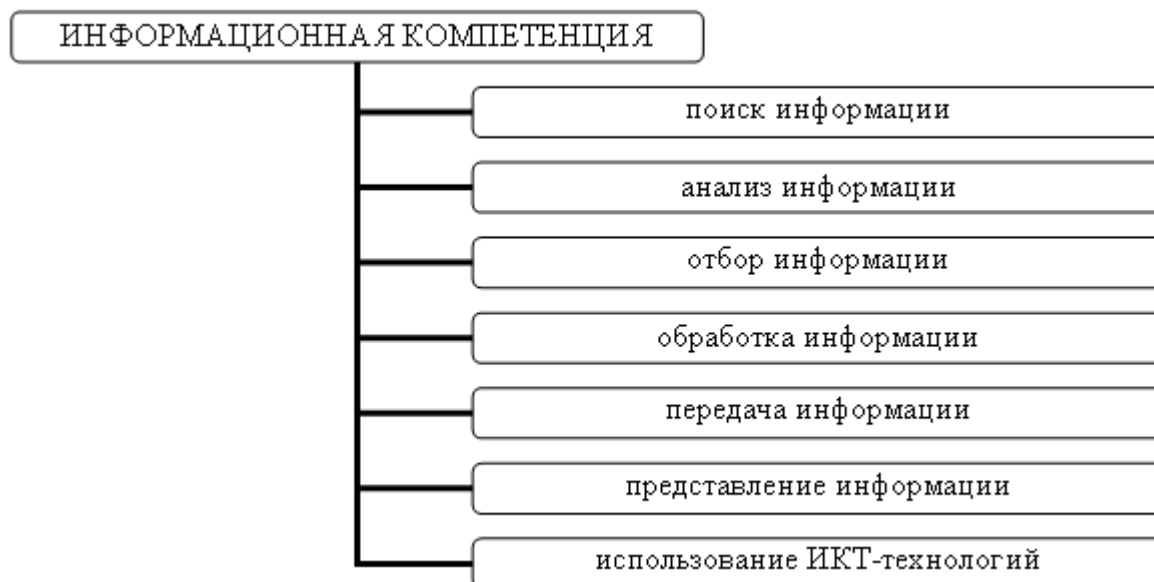 ИНФОРМАЦИОННАЯ КОМПЕТЕНЦИЯ
поиск информации
анализ информации
отбор информации
обработка информации
передача информации
представление информации
использование ИКТ-технологий